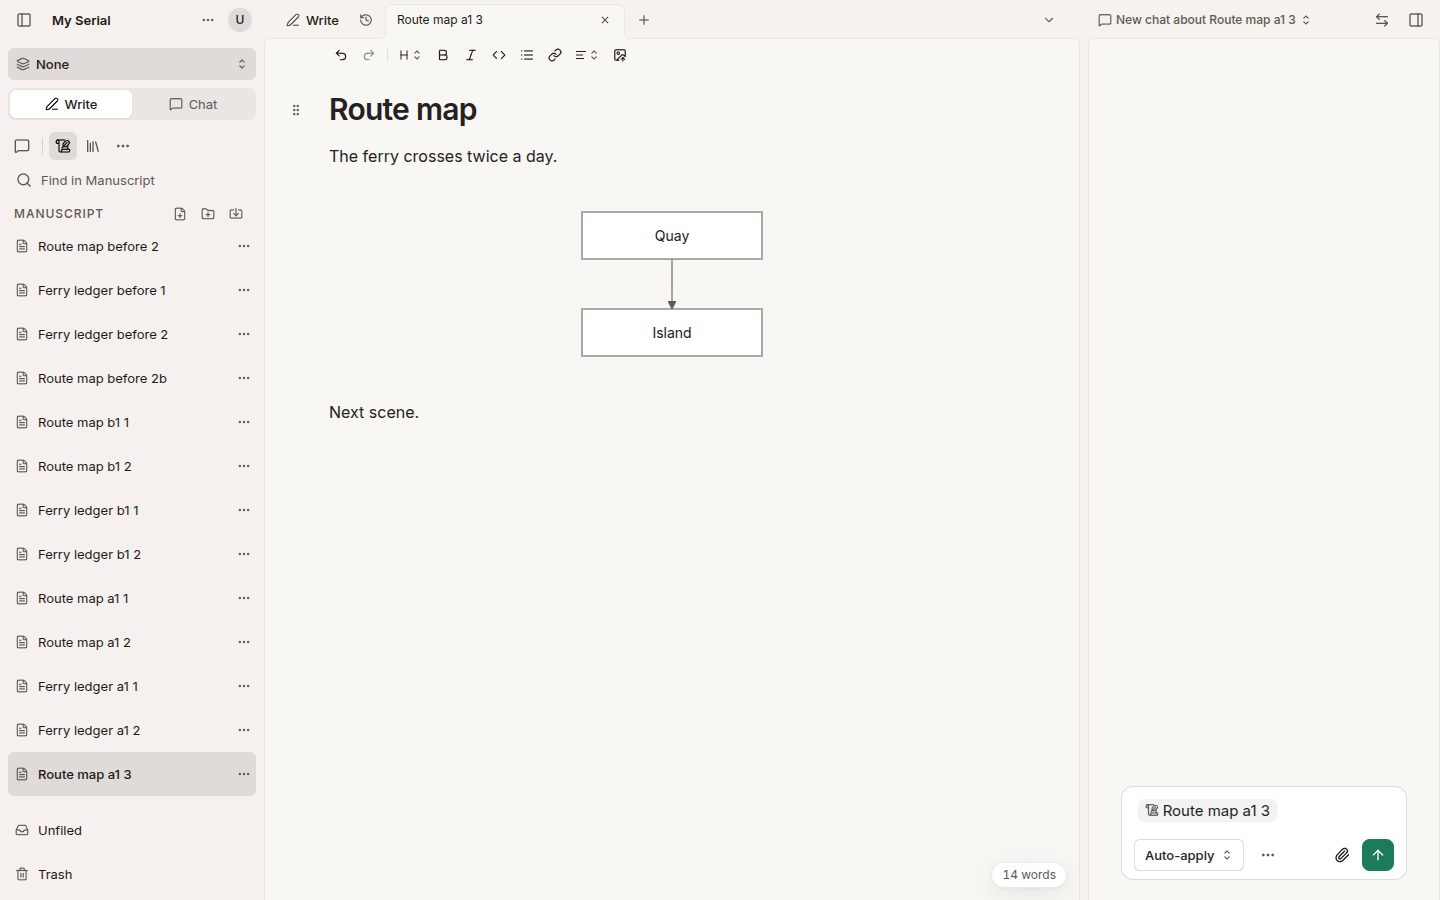 My Serial
U
None
Write
Chat
Find in Manuscript
MANUSCRIPT
Route map before 2
Ferry ledger before 1
Ferry ledger before 2
Route map before 2b
Route map b1 1
Route map b1 2
Ferry ledger b1 1
Ferry ledger b1 2
Route map a1 1
Route map a1 2
Ferry ledger a1 1
Ferry ledger a1 2
Route map a1 3
Unfiled
Trash
Write
Route map a1 3
H
B
I
Route map
The ferry crosses twice a day.
Quay
Island
Next scene.
14 words
New chat about Route map a1 3
Route map a1 3
Auto-apply